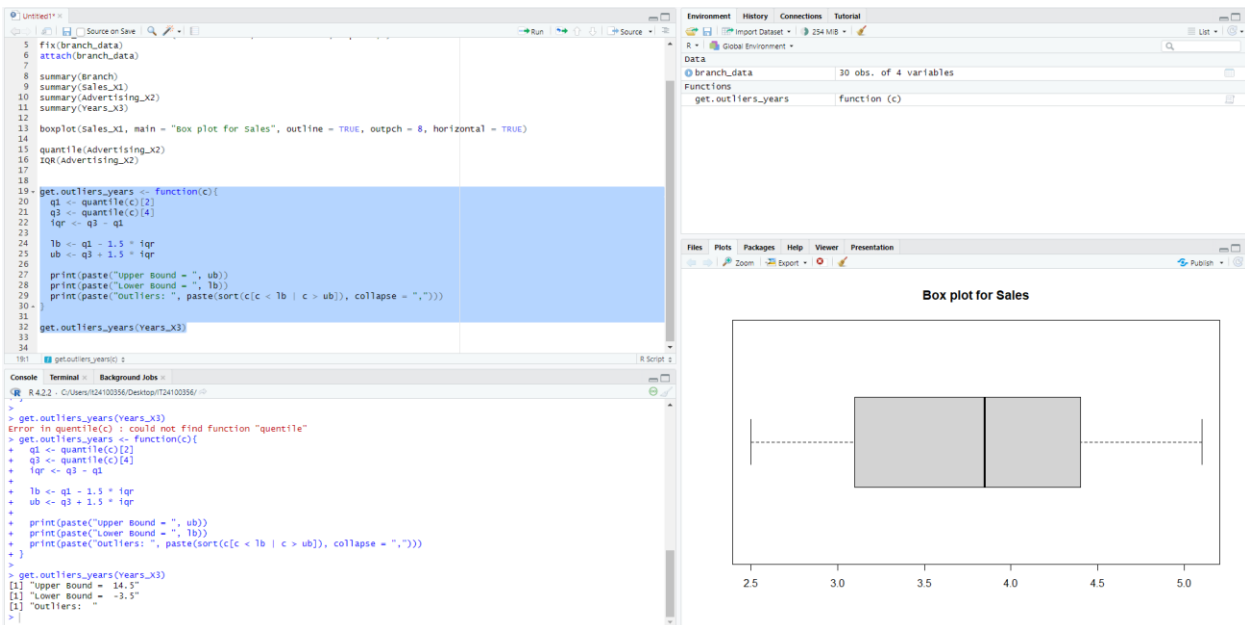 Untitled1*
Source on Save
Run
Source
5 fix(branch_data)
6 attach(branch_data)
7
8 summary(Branch)
9 summary(Sales_X1)
10 summary(Advertising_X2)
11 summary(Years_X3)
12
13 boxplot(Sales_X1, main = "Box plot for Sales", outline = TRUE, outpch = 8, horizontal = TRUE)
14
15 quantile(Advertising_X2)
16 IQR(Advertising_X2)
17
18
19 get.outliers_years <- function(c){
20 q1 <- quantile(c)[2]
21 q3 <- quantile(c)[4]
22 iqr <- q3 - q1
23
24 lb <- q1 - 1.5 * iqr
25 ub <- q3 + 1.5 * iqr
26
27 print(paste("Upper Bound = ", ub))
28 print(paste("Lower Bound = ", lb))
29 print(paste("Outliers: ", paste(sort(c[c < lb | c > ub]), collapse = ",")))
30 }
31
32 get.outliers_years(Years_X3)
33
34
19:1 get.outliers_years(c)
R Script
Console Terminal Background Jobs
R 4.2.2 · C:/Users/it24100356/Desktop/IT24100356/
>
> get.outliers_years(Years_X3)
Error in quentile(c) : could not find function "quentile"
> get.outliers_years <- function(c){
+ q1 <- quantile(c)[2]
+ q3 <- quantile(c)[4]
+ iqr <- q3 - q1
+
+ lb <- q1 - 1.5 * iqr
+ ub <- q3 + 1.5 * iqr
+
+ print(paste("Upper Bound = ", ub))
+ print(paste("Lower Bound = ", lb))
+ print(paste("Outliers: ", paste(sort(c[c < lb | c > ub]), collapse = ",")))
+ }
>
> get.outliers_years(Years_X3)
[1] "Upper Bound =  14.5"
[1] "Lower Bound =  -3.5"
[1] "Outliers:  "
>
Environment History Connections Tutorial
Import Dataset 254 MiB List
R Global Environment
Data
branch_data 30 obs. of 4 variables
Functions
get.outliers_years function (c)
Files Plots Packages Help Viewer Presentation
Zoom Export Publish
Box plot for Sales
2.5 3.0 3.5 4.0 4.5 5.0